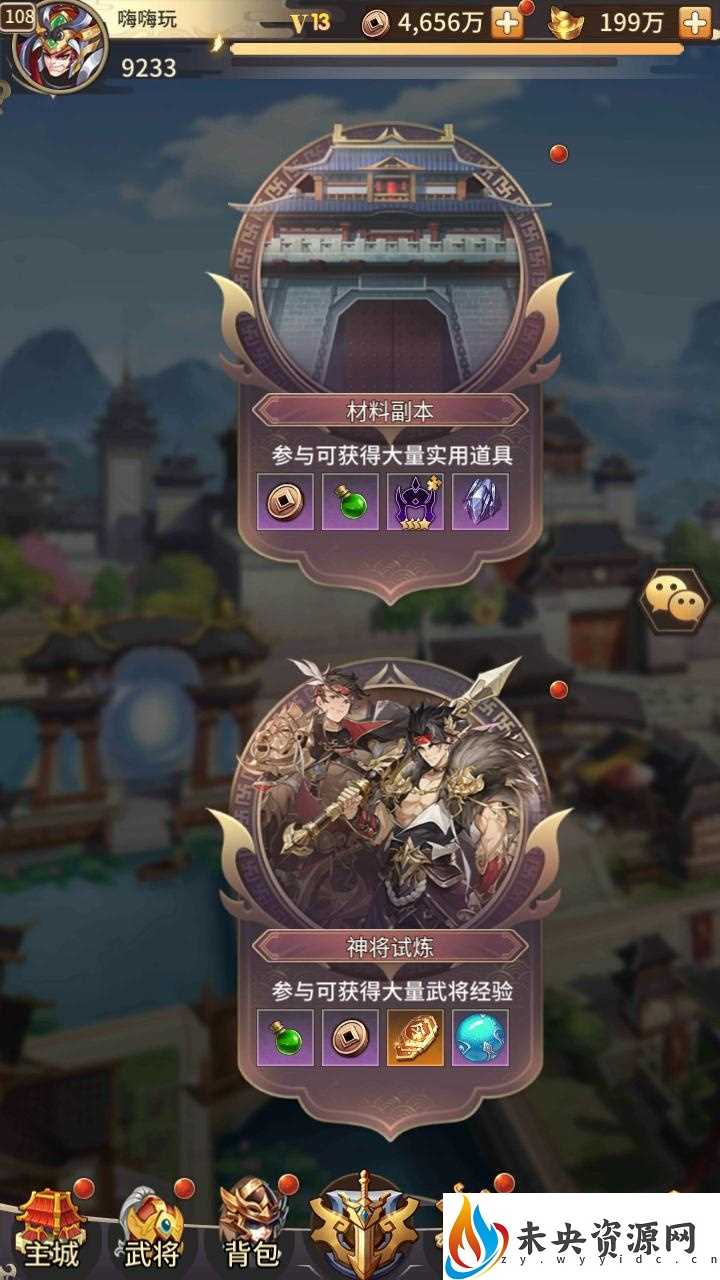 108
嗨嗨玩
V13
4,656万
199万
9233
材料副本
参与可获得大量实用道具
神将试炼
参与可获得大量武将经验
主城
武将
背包
未央资源网
zy.wyyidc.cn